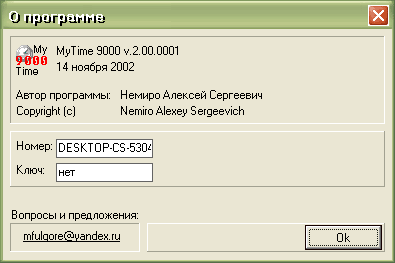 О программе
My
9000
Time
MyTime 9000 v.2.00.0001
14 ноября 2002
Автор программы: Немиро Алексей Сергеевич
Copyright (c) Nemiro Alexey Sergeevich
Номер: DESKTOP-CS-5304
Ключ: нет
Вопросы и предложения:
mfulgore@yandex.ru
Ok